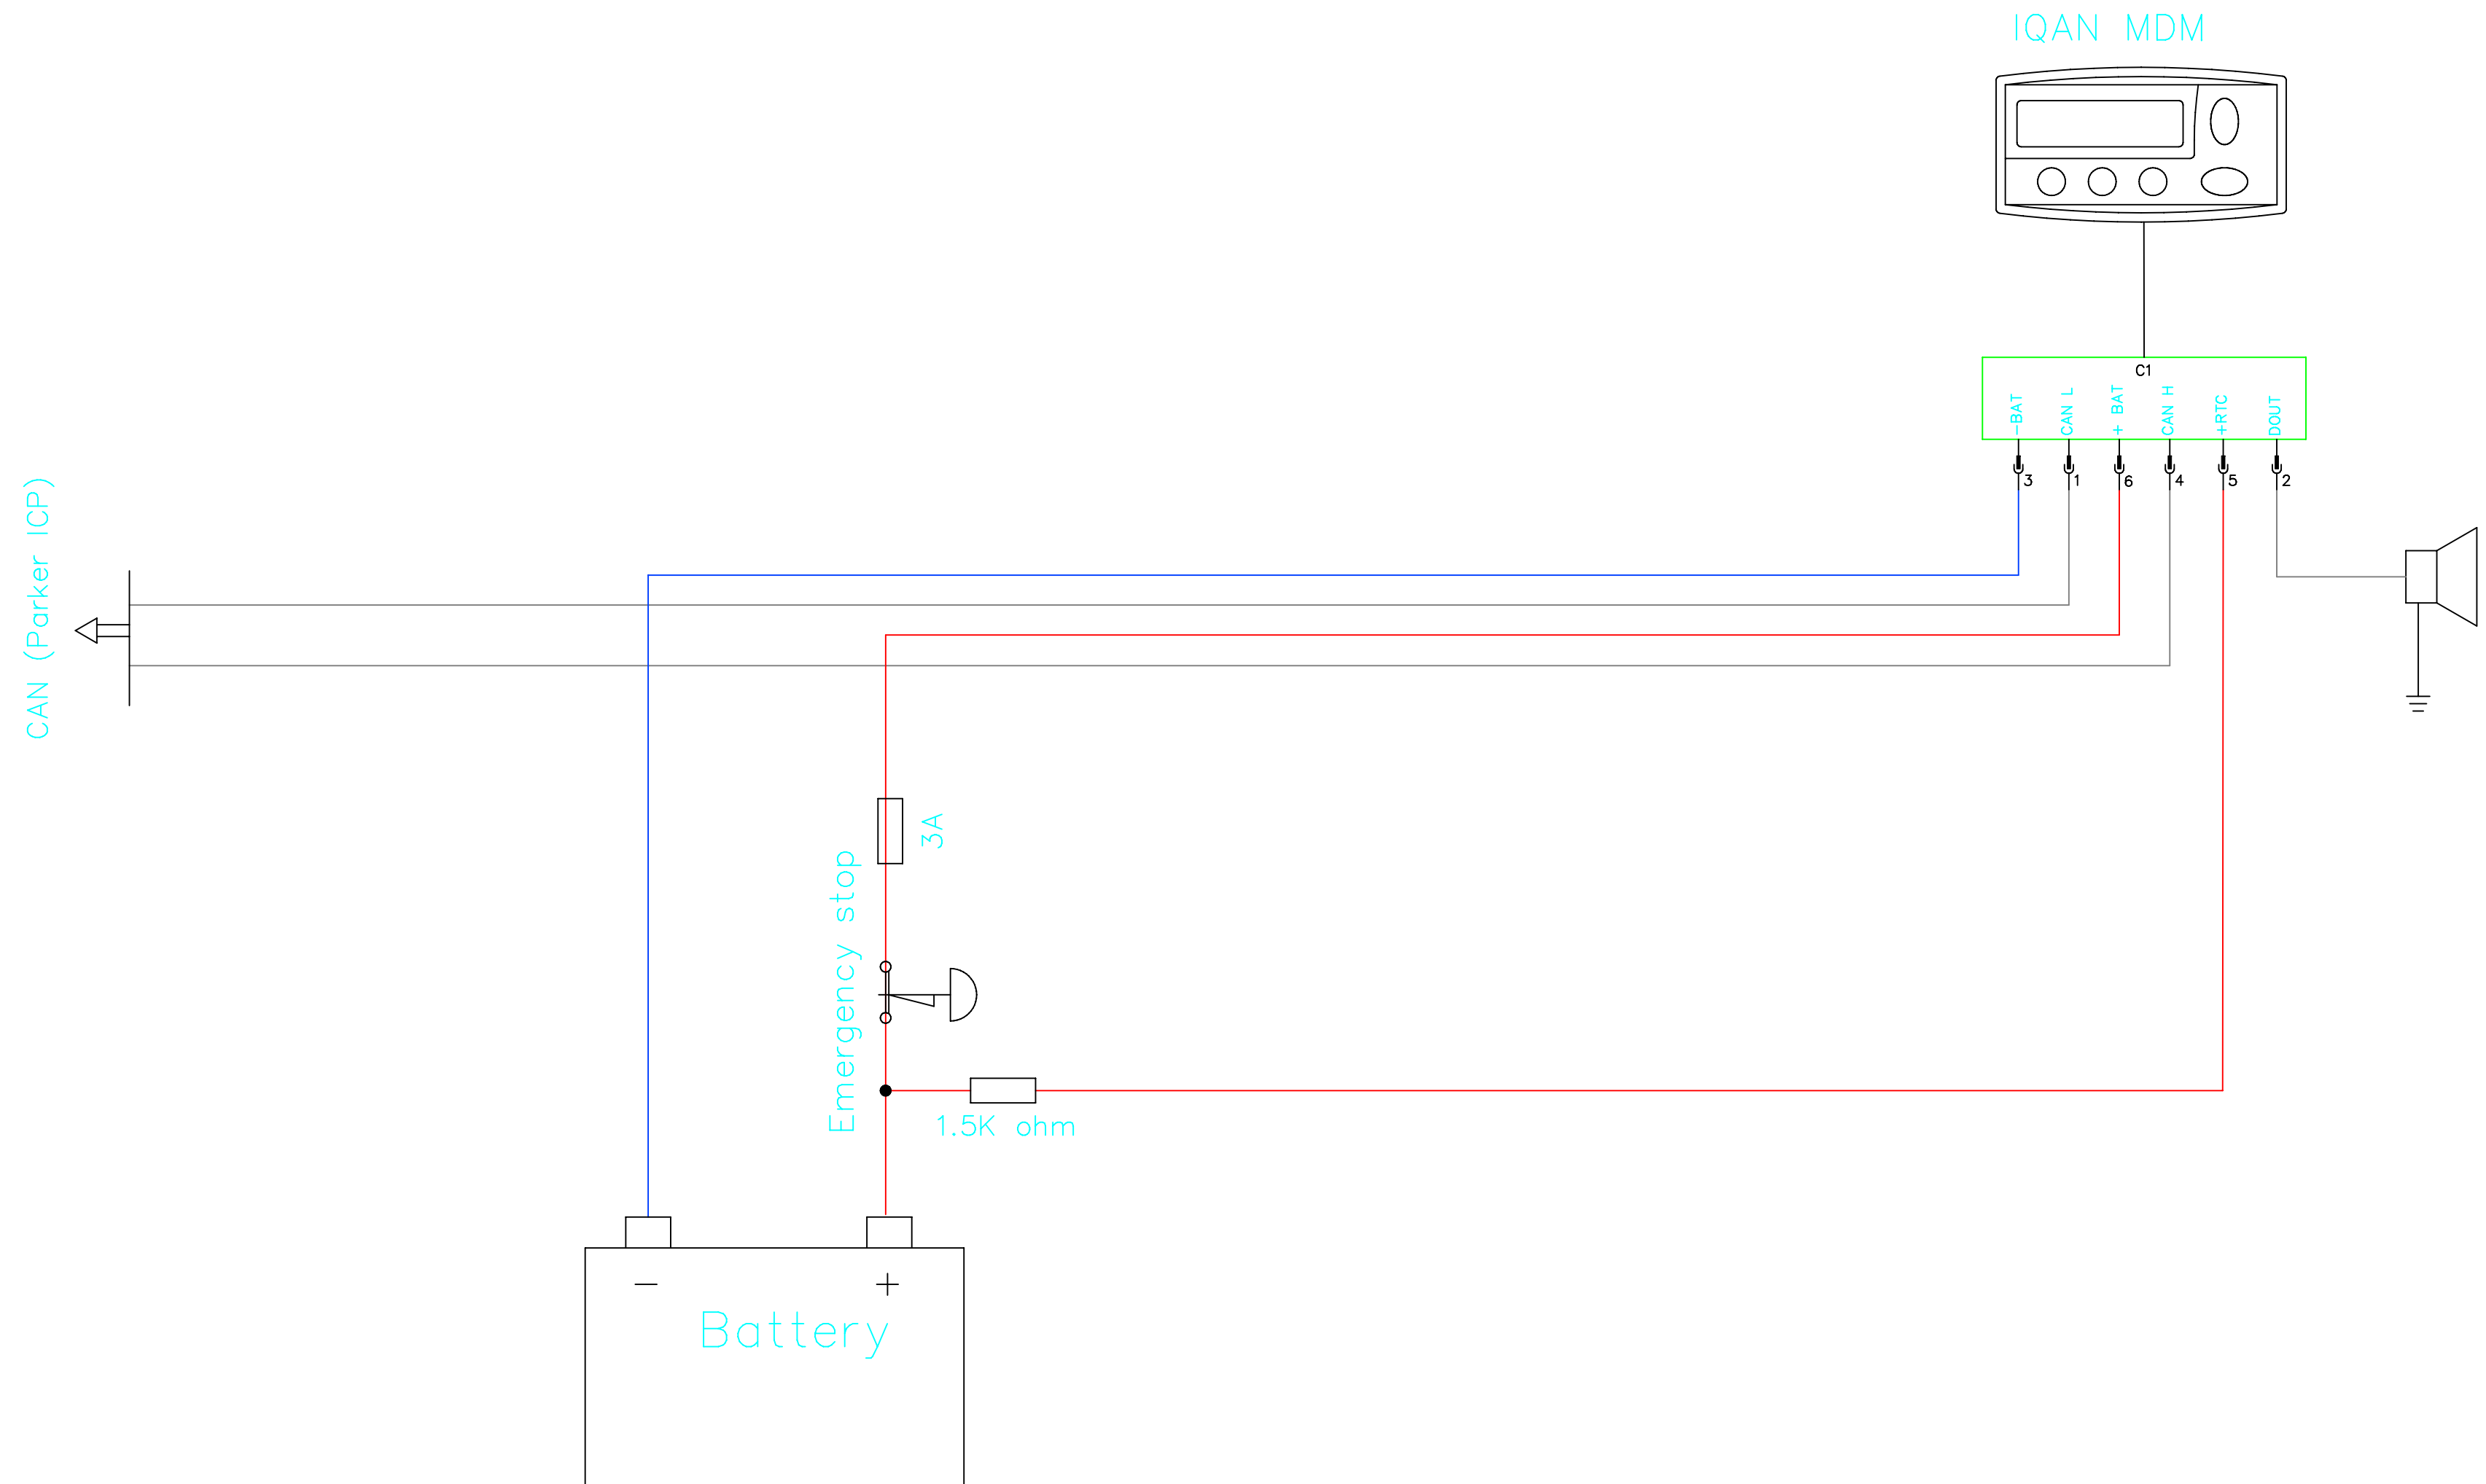 IQAN MDM
C1
-BAT
CAN L
+ BAT
CAN H
+RTC
DOUT
3
1
6
4
5
2
CAN (Parker ICP)
3A
Emergency stop
1.5K ohm
- +
Battery